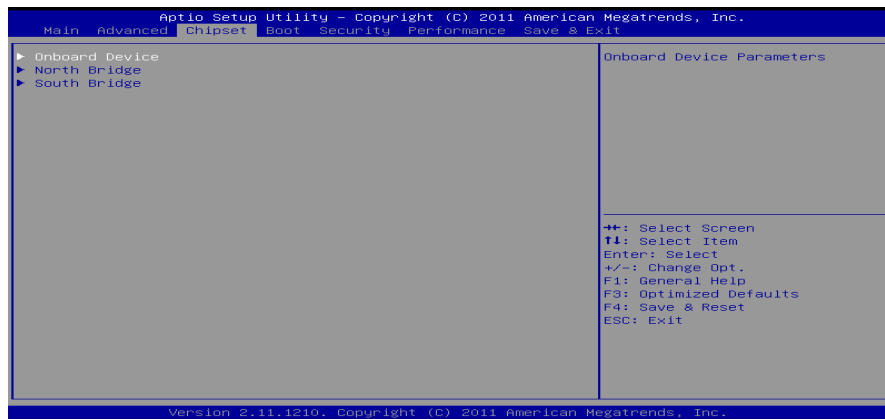 Aptio Setup Utility – Copyright (C) 2011 American Megatrends, Inc.
Main Advanced Chipset Boot Security Performance Save & Exit
► Onboard Device
► North Bridge
► South Bridge
Onboard Device Parameters
→←: Select Screen
↑↓: Select Item
Enter: Select
+/-: Change Opt.
F1: General Help
F3: Optimized Defaults
F4: Save & Reset
ESC: Exit
Version 2.11.1210. Copyright (C) 2011 American Megatrends, Inc.